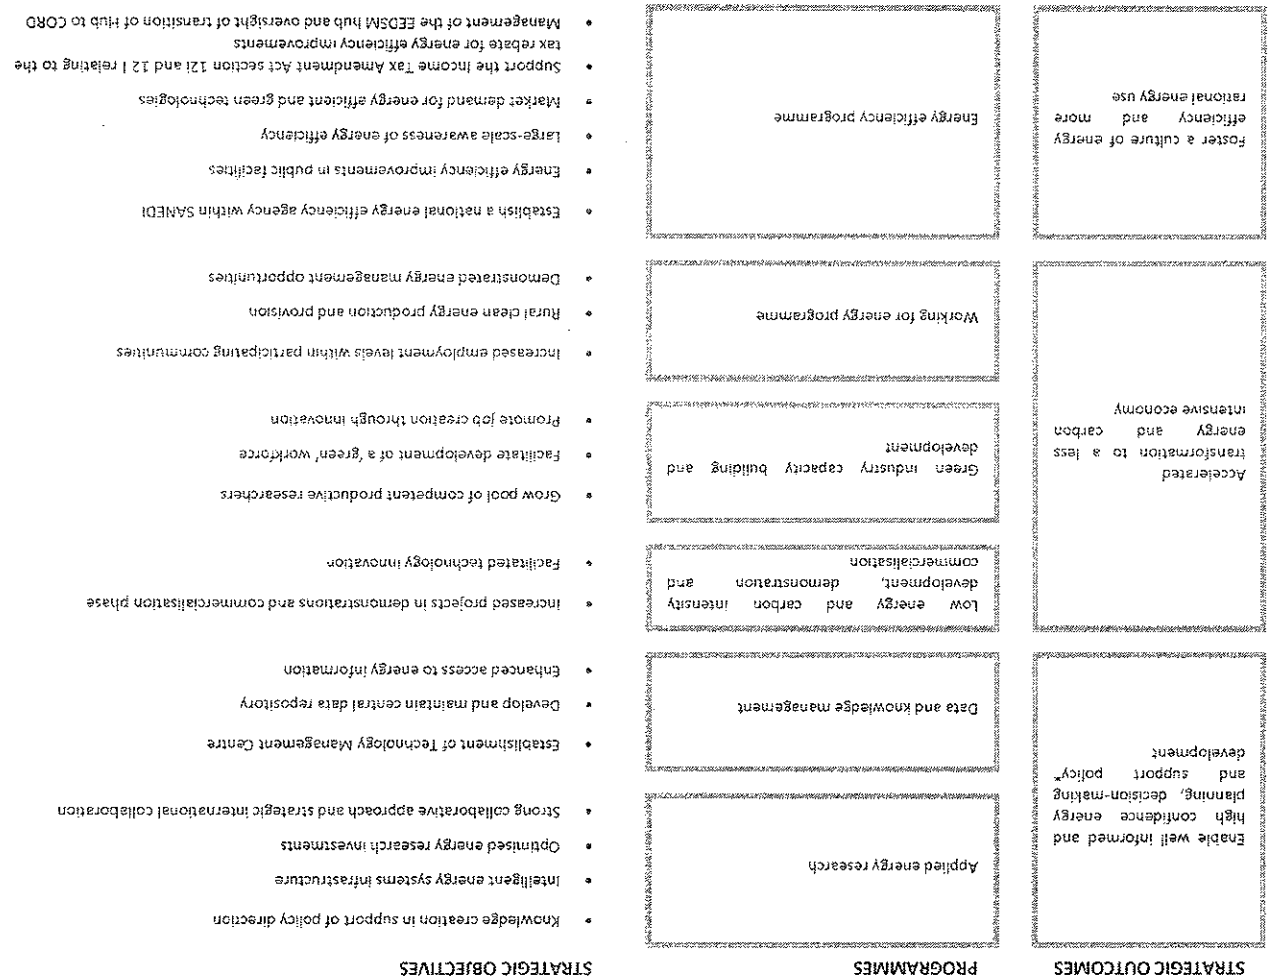 STRATEGIC OUTCOMES
PROGRAMMES
STRATEGIC OBJECTIVES
Enable well informed and
high confidence energy
planning, decision-making
and support policy*
development
Applied energy research
• Knowledge creation in support of policy direction
• Intelligent energy systems infrastructure
• Optimised energy research investments
• Strong collaborative approach and strategic international collaboration
Data and knowledge management
• Establishment of Technology Management Centre
• Develop and maintain central data repository
• Enhanced access to energy information
Accelerated
transformation to a less
energy and carbon
intensive economy
Low energy and carbon intensity
development, demonstration and
commercialisation
• Increased projects in demonstrations and commercialisation phase
• Facilitated technology innovation
Green industry capacity building and
development
• Grow pool of competent productive researchers
• Facilitate development of a 'green' workforce
• Promote job creation through innovation
Working for energy programme
• Increased employment levels within participating communities
• Rural clean energy production and provision
• Demonstrated energy management opportunities
Foster a culture of energy
efficiency and more
rational energy use
Energy efficiency programme
• Establish a national energy efficiency agency within SANEDI
• Energy efficiency improvements in public facilities
• Large-scale awareness of energy efficiency
• Market demand for energy efficient and green technologies
• Support the Income Tax Amendment Act section 12i and 12 l relating to the
tax rebate for energy efficiency improvements
• Management of the EEDSM hub and oversight of transition of Hub to CORD